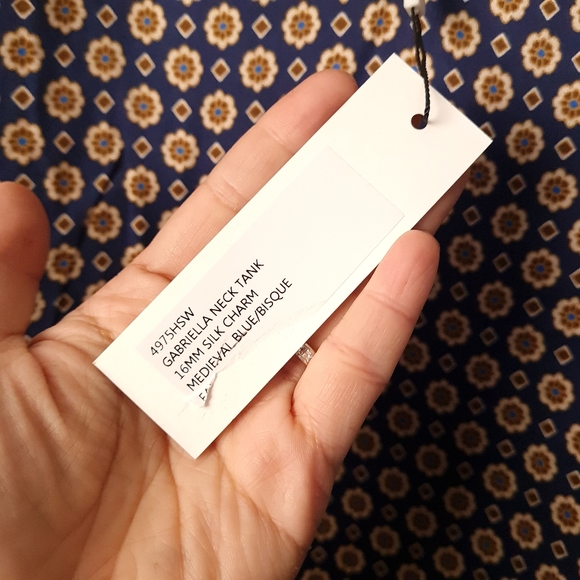 4975HSW
GABRIELLA NECK TANK
16MM SILK CHARM
MEDIEVAL BLUE/BISQUE